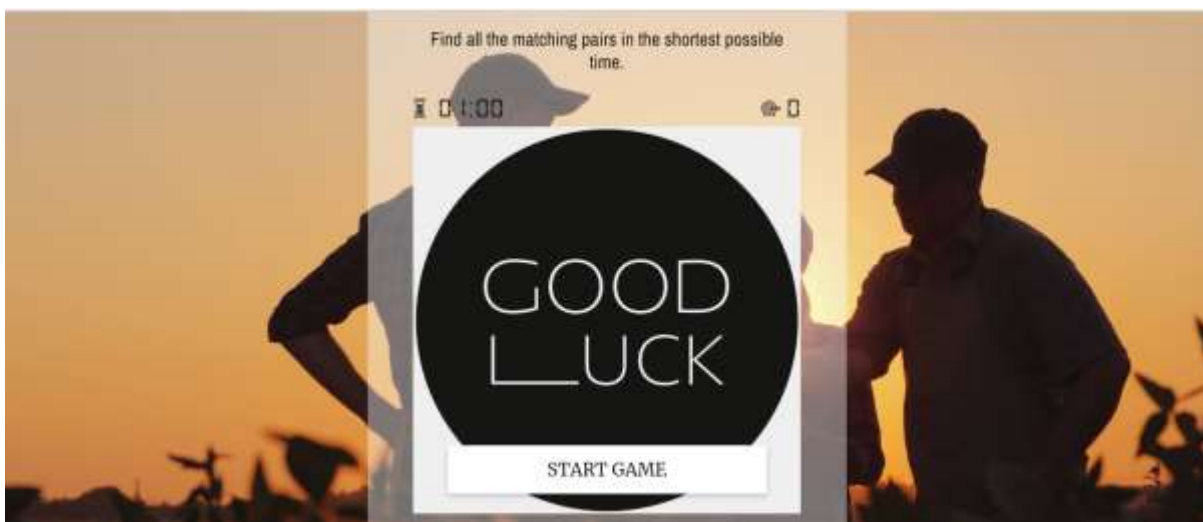 Find all the matching pairs in the shortest possible
time.
01:00 0
GOOD
LUCK
START GAME